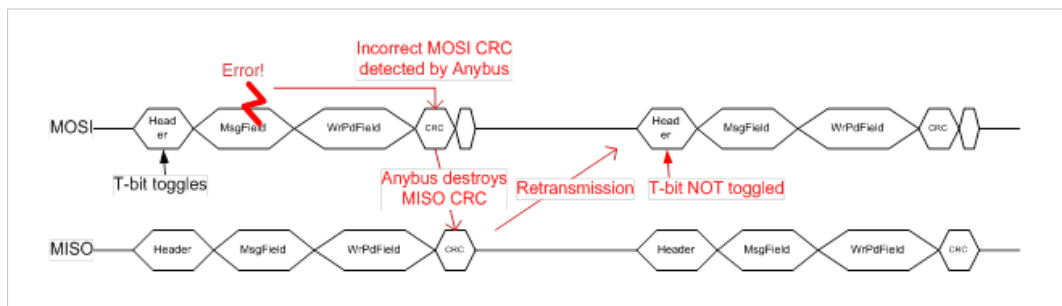 Incorrect MOSI CRC
detected by Anybus
Error!
MOSI
Head
er
MsgField
WrPdField
CRC
Head
er
MsgField
WrPdField
CRC
T-bit toggles
Anybus destroys
MISO CRC
Retransmission
T-bit NOT toggled
MISO
Header
MsgField
WrPdField
CRC
Header
MsgField
WrPdField
CRC